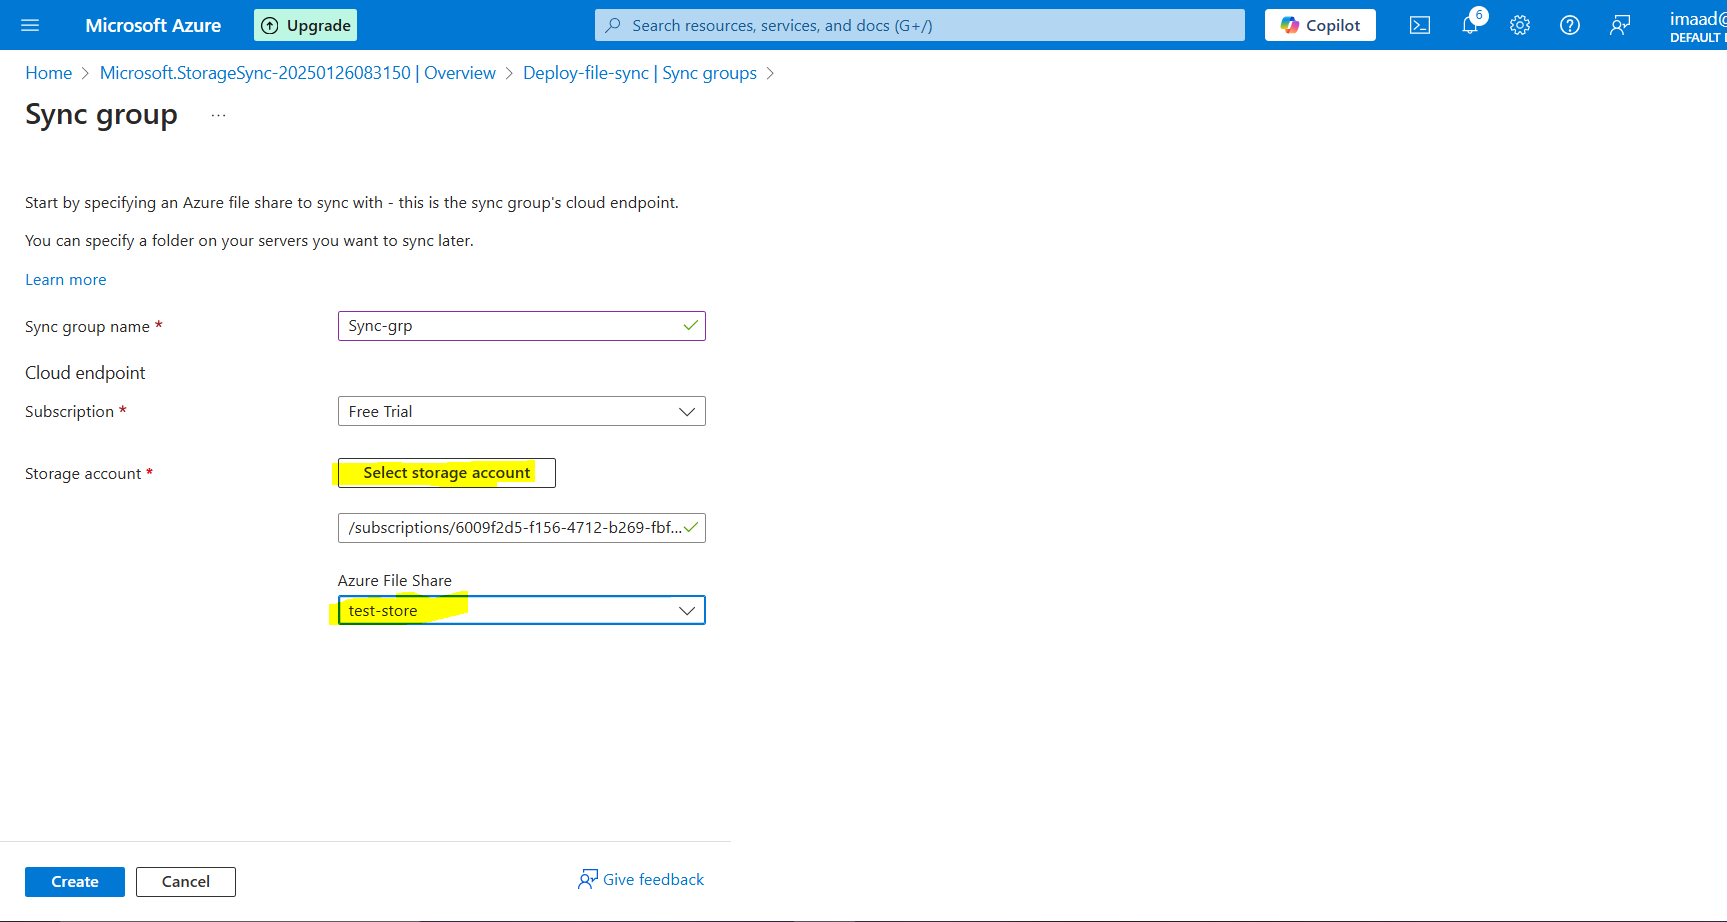 Microsoft Azure
Upgrade
Search resources, services, and docs (G+/)
Copilot
6
imaad@
DEFAULT
Home > Microsoft.StorageSync-20250126083150 | Overview > Deploy-file-sync | Sync groups >
Sync group ...
Start by specifying an Azure file share to sync with - this is the sync group's cloud endpoint.
You can specify a folder on your servers you want to sync later.
Learn more
Sync group name *
Sync-grp
Cloud endpoint
Subscription *
Free Trial
Storage account *
Select storage account
/subscriptions/6009f2d5-f156-4712-b269-fbf...
Azure File Share
test-store
Create
Cancel
Give feedback